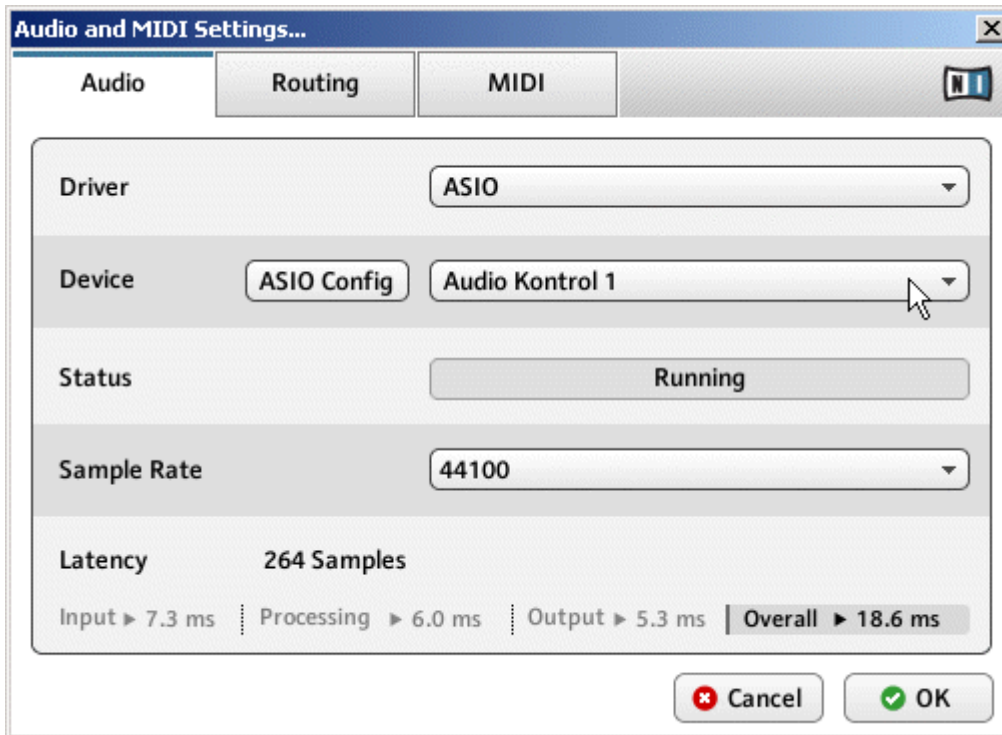 Audio and MIDI Settings...
Audio Routing MIDI NI
Driver ASIO
Device ASIO Config Audio Kontrol 1
Status Running
Sample Rate 44100
Latency 264 Samples
Input ▸ 7.3 ms Processing ▸ 6.0 ms Output ▸ 5.3 ms Overall ▸ 18.6 ms
Cancel OK